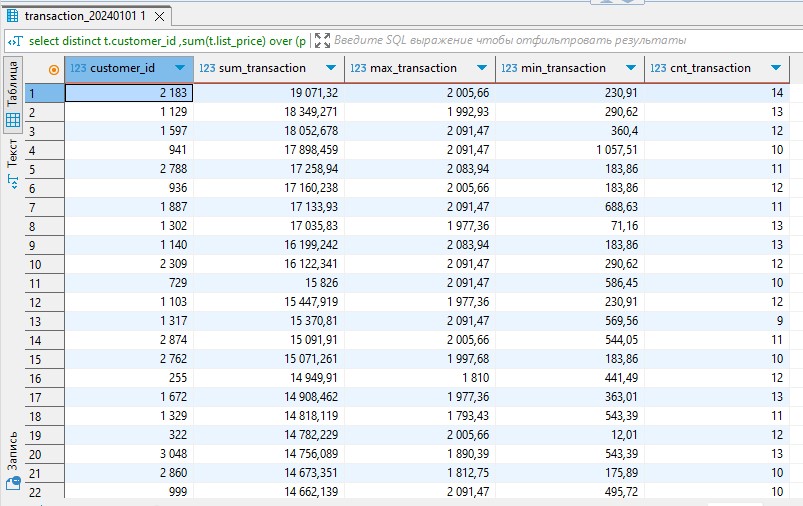 transaction_20240101 1
select distinct t.customer_id ,sum(t.list_price) over (p Введите SQL выражение чтобы отфильтровать результаты
Таблица
Текст
Запись
123 customer_id 123 sum_transaction 123 max_transaction 123 min_transaction 123 cnt_transaction
1 2 183 19 071,32 2 005,66 230,91 14
2 1 129 18 349,271 1 992,93 290,62 13
3 1 597 18 052,678 2 091,47 360,4 12
4 941 17 898,459 2 091,47 1 057,51 10
5 2 788 17 258,94 2 083,94 183,86 11
6 936 17 160,238 2 005,66 183,86 12
7 1 887 17 133,93 2 091,47 688,63 11
8 1 302 17 035,83 1 977,36 71,16 13
9 1 140 16 199,242 2 083,94 183,86 13
10 2 309 16 122,341 2 091,47 290,62 12
11 729 15 826 2 091,47 586,45 10
12 1 103 15 447,919 1 977,36 230,91 12
13 1 317 15 370,81 2 091,47 569,56 9
14 2 874 15 091,91 2 005,66 544,05 11
15 2 762 15 071,261 1 997,68 183,86 10
16 255 14 949,91 1 810 441,49 12
17 1 672 14 908,462 1 977,36 363,01 13
18 1 329 14 818,119 1 793,43 543,39 11
19 322 14 782,229 2 005,66 12,01 12
20 3 048 14 756,089 1 890,39 543,39 13
21 2 860 14 673,351 1 812,75 175,89 10
22 999 14 662,139 2 091,47 495,72 10